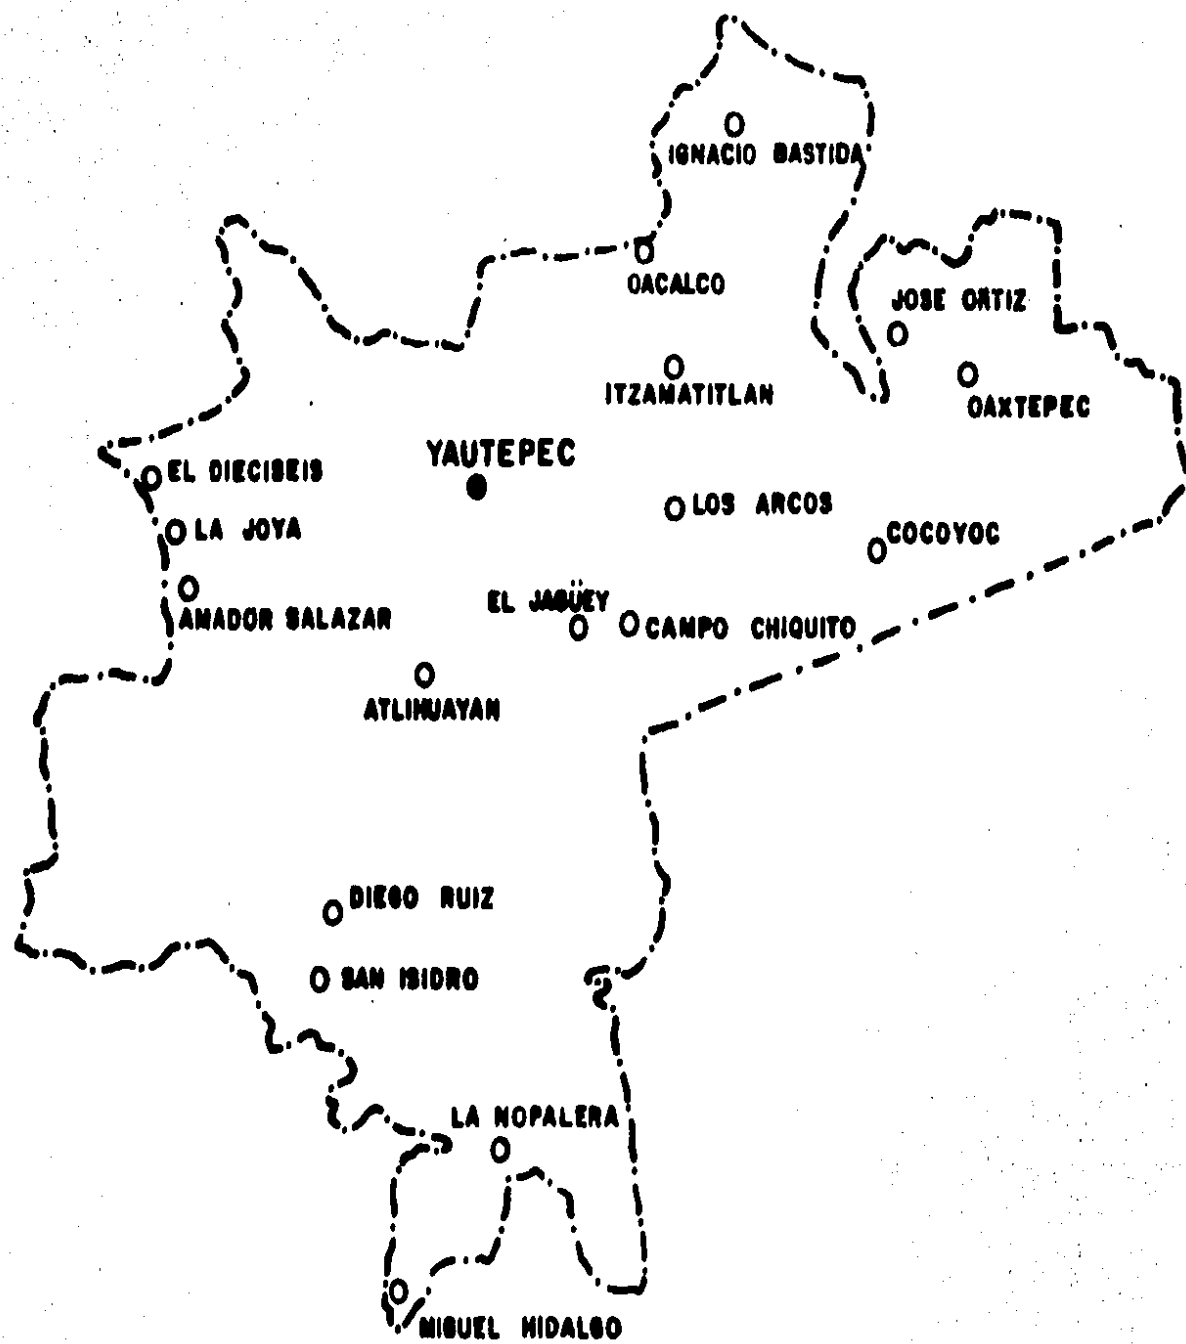 IGNACIO BASTIDA
OACALCO
JOSE ORTIZ
ITZAMATITLAN
OAXTEPEC
YAUTEPEC
EL DIECISEIS
LOS ARCOS
LA JOYA
COCOYOC
EL JAGÜEY
AMADOR SALAZAR
CAMPO CHIQUITO
ATLIHUAYAN
DIEGO RUIZ
SAN ISIDRO
LA NOPALERA
MIGUEL HIDALGO